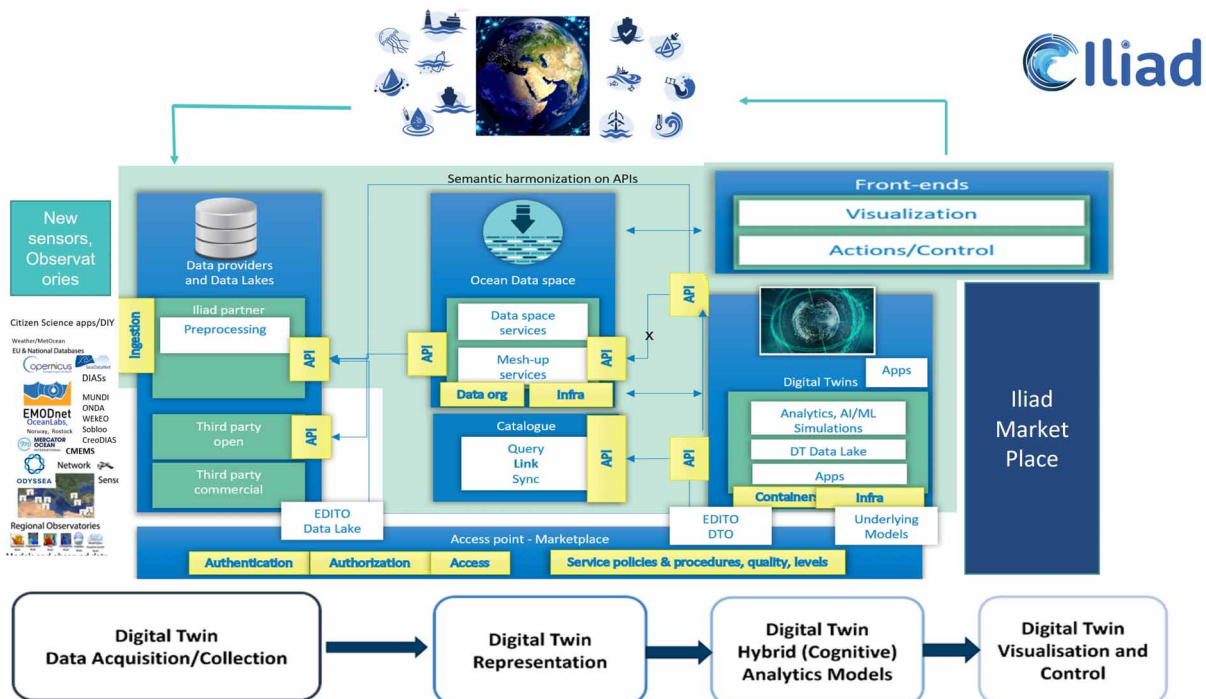 Iliad
Semantic harmonization on APIs
New
sensors,
Observat
ories
Data providers
and Data Lakes
Iliad partner
Preprocessing
Ingestion
API
Third party
open
API
Third party
commercial
EDITO
Data Lake
Ocean Data space
Data space
services
Mesh-up
services
API
API
Data org
Infra
Catalogue
Query
Link
Sync
API
API
API
x
Front-ends
Visualization
Actions/Control
Digital Twins
Apps
Analytics, AI/ML
Simulations
DT Data Lake
Apps
Containers
Infra
EDITO
DTO
Underlying
Models
Iliad
Market
Place
Access point - Marketplace
Authentication
Authorization
Access
Service policies & procedures, quality, levels
Citizen Science apps/DIY
Weather/MetOcean
EU & National Databases
Copernicus
SeaDataNet
DIASs
EMODnet
MUNDI
ONDA
WEkEO
Sobloo
CreoDIAS
OceanLabs,
Norway, Rostock
MERCATOR
OCEAN
INTERNATIONAL
CMEMS
ODYSSEA
Network
Senso
Regional Observatories
Digital Twin
Data Acquisition/Collection
Digital Twin
Representation
Digital Twin
Hybrid (Cognitive)
Analytics Models
Digital Twin
Visualisation and
Control